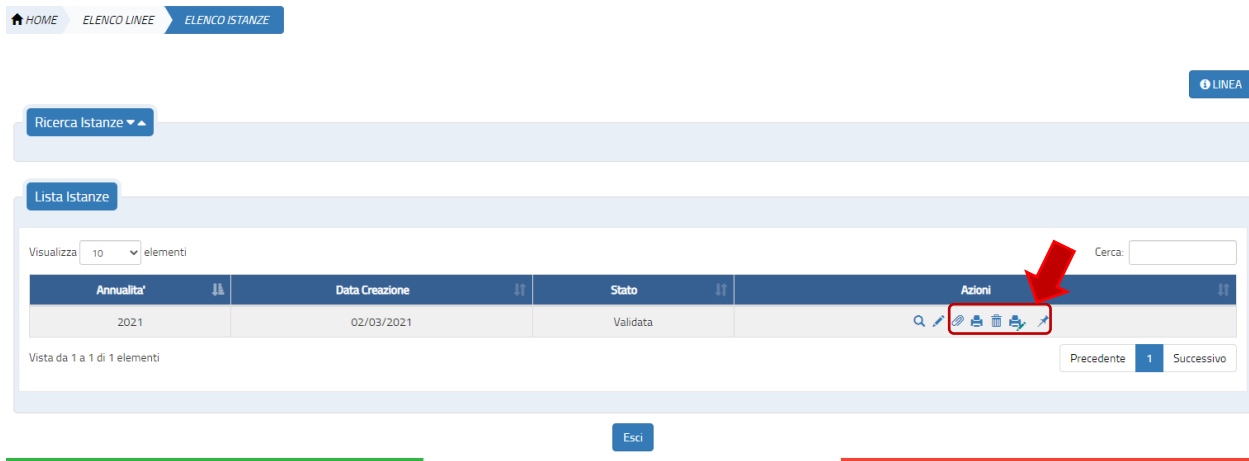 HOME ELENCO LINEE ELENCO ISTANZE
LINEA
Ricerca Istanze
Lista Istanze
Visualizza 10 elementi
Cerca:
Annualita' Data Creazione Stato Azioni
2021 02/03/2021 Validata
Vista da 1 a 1 di 1 elementi
Precedente 1 Successivo
Esci